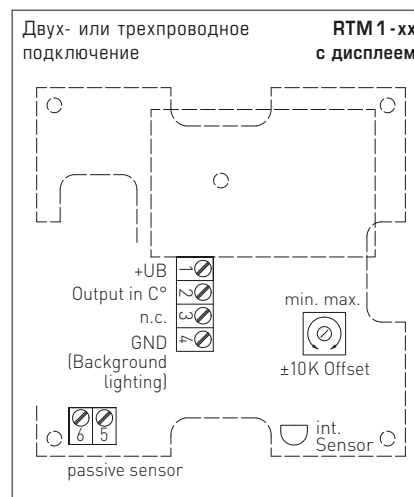 Двух- или трехпроводное
подключение
RTM 1 - xx
с дисплеем
+UB 1
Output in C° 2
n.c. 3
GND 4
(Background
lighting)
min. max.
±10K Offset
6 5
passive sensor
int.
Sensor